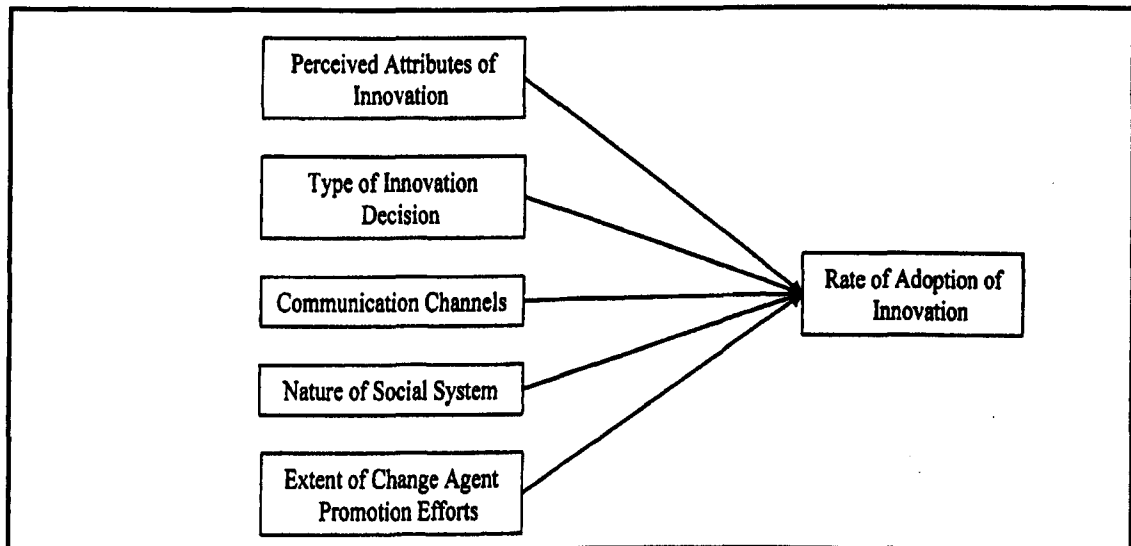 Perceived Attributes of
Innovation
Type of Innovation
Decision
Communication Channels
Nature of Social System
Extent of Change Agent
Promotion Efforts
Rate of Adoption of
Innovation